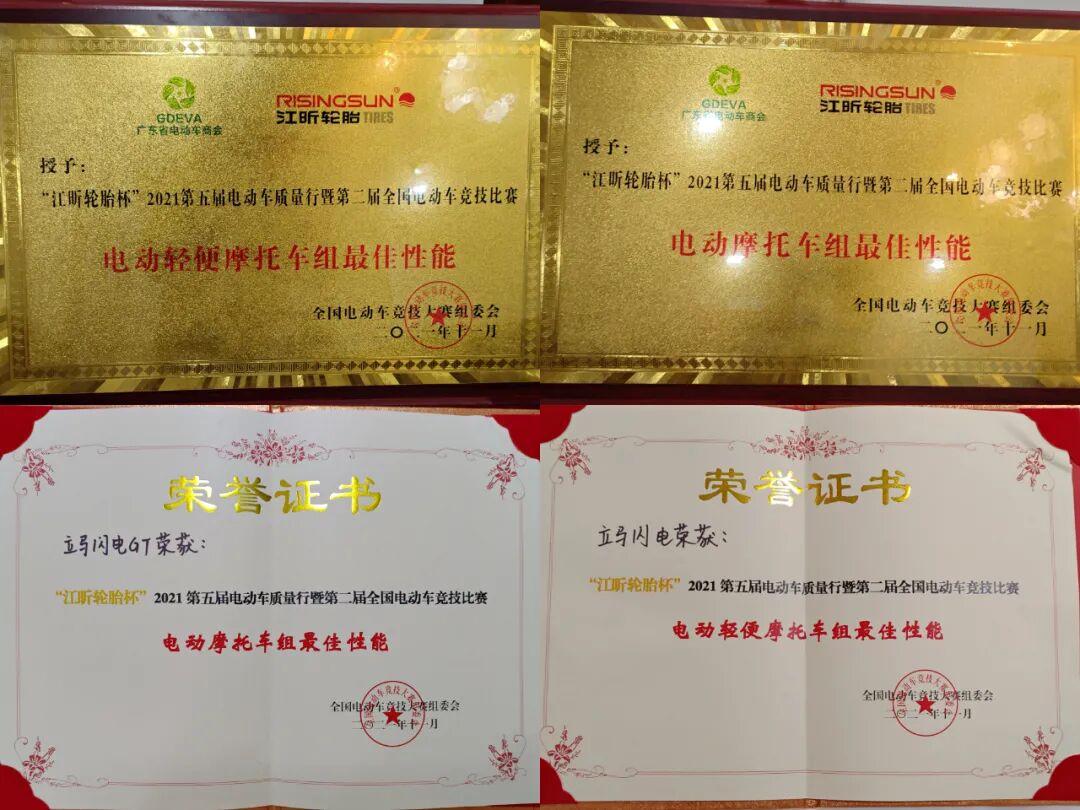 GDEVA
广东省电动车商会
RISINGSUN
江昕轮胎TIRES
授予：
“江昕轮胎杯”2021第五届电动车质量行暨第二届全国电动车竞技比赛
电动轻便摩托车组最佳性能
全国电动车竞技大赛组委会
二〇二一年十一月
GDEVA
广东省电动车商会
RISINGSUN
江昕轮胎TIRES
授予：
“江昕轮胎杯”2021第五届电动车质量行暨第二届全国电动车竞技比赛
电动摩托车组最佳性能
全国电动车竞技大赛组委会
二〇二一年十一月
荣誉证书
立马闪电GT荣获：
“江昕轮胎杯”2021第五届电动车质量行暨第二届全国电动车竞技比赛
电动摩托车组最佳性能
全国电动车竞技大赛组委会
二〇二一年十一月
荣誉证书
立马闪电荣获：
“江昕轮胎杯”2021第五届电动车质量行暨第二届全国电动车竞技比赛
电动轻便摩托车组最佳性能
全国电动车竞技大赛组委会
二〇二一年十一月